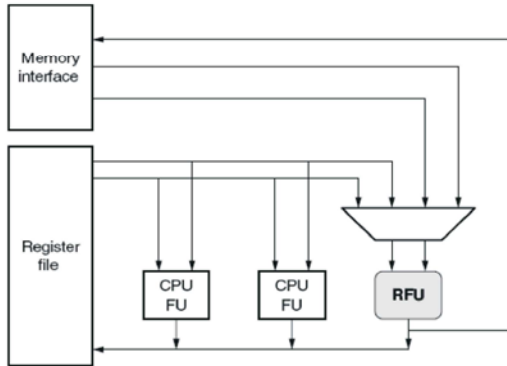 Memory
interface
Register
file
CPU
FU
CPU
FU
RFU